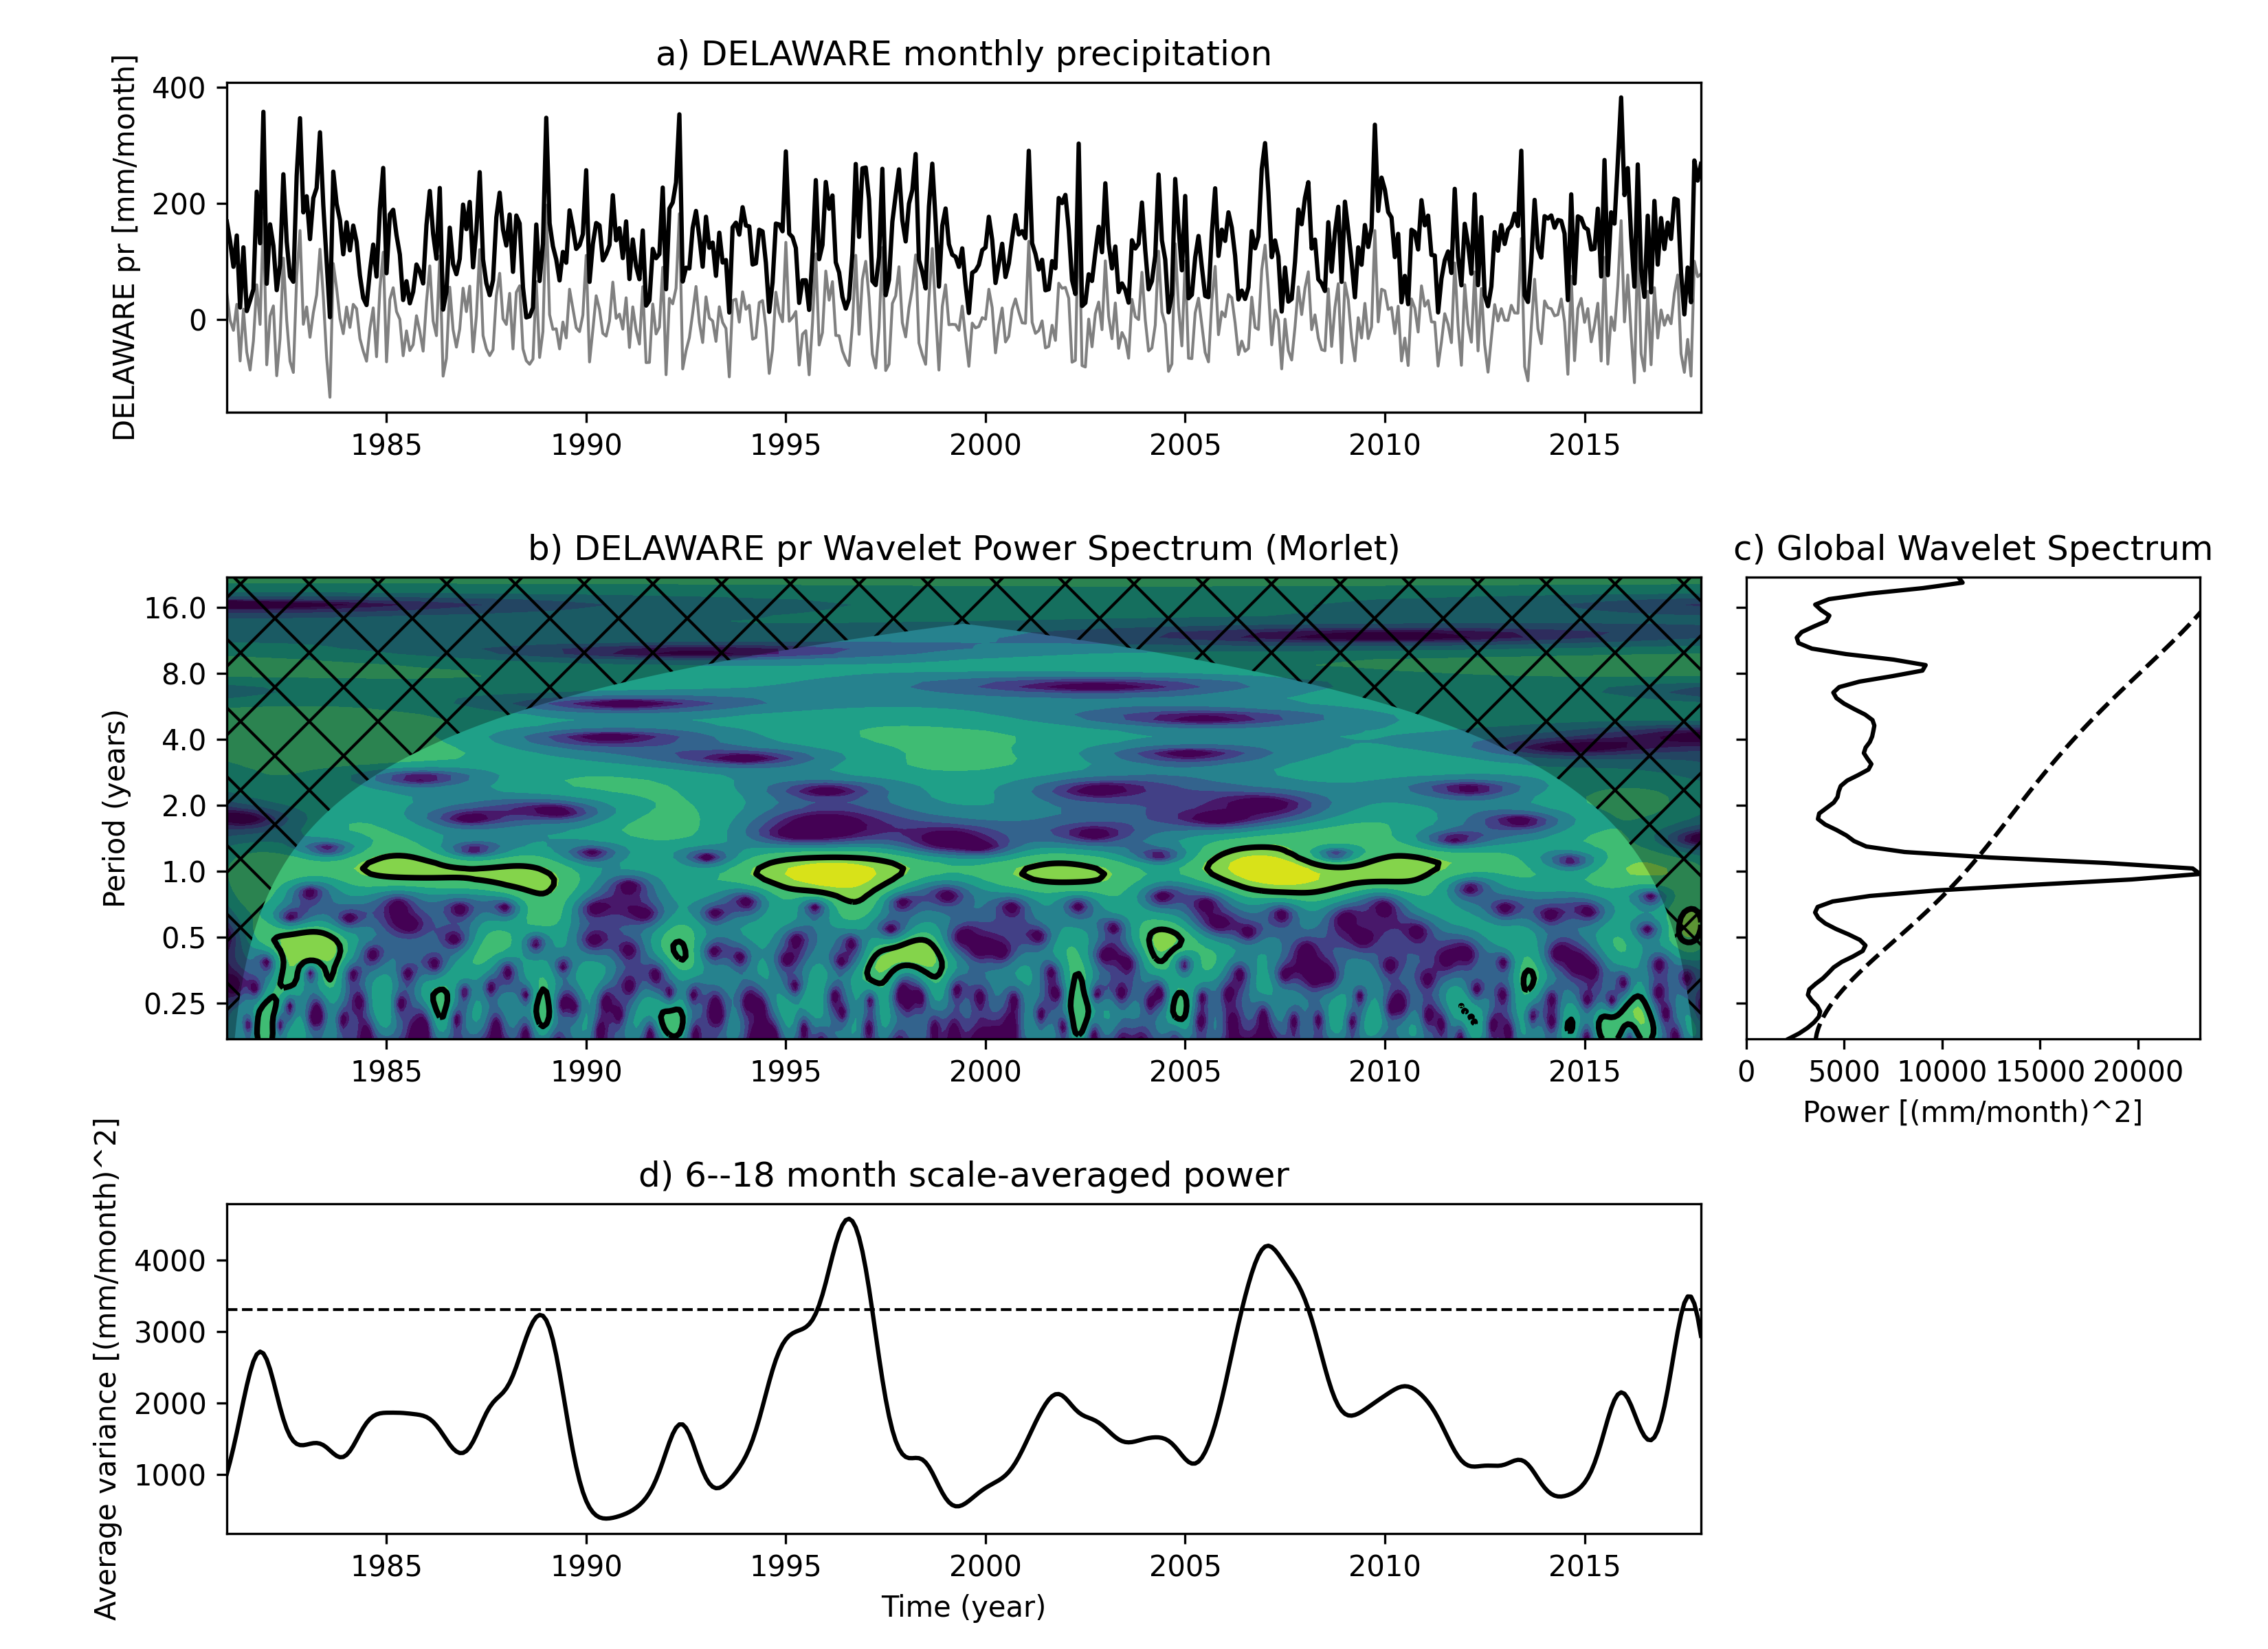 a) DELAWARE monthly precipitation
DELAWARE pr [mm/month]
400
200
0
1985 1990 1995 2000 2005 2010 2015
b) DELAWARE pr Wavelet Power Spectrum (Morlet)
Period (years)
16.0
8.0
4.0
2.0
1.0
0.5
0.25
1985 1990 1995 2000 2005 2010 2015
c) Global Wavelet Spectrum
0 5000 10000 15000 20000
Power [(mm/month)^2]
d) 6--18 month scale-averaged power
Average variance [(mm/month)^2]
4000
3000
2000
1000
1985 1990 1995 2000 2005 2010 2015
Time (year)